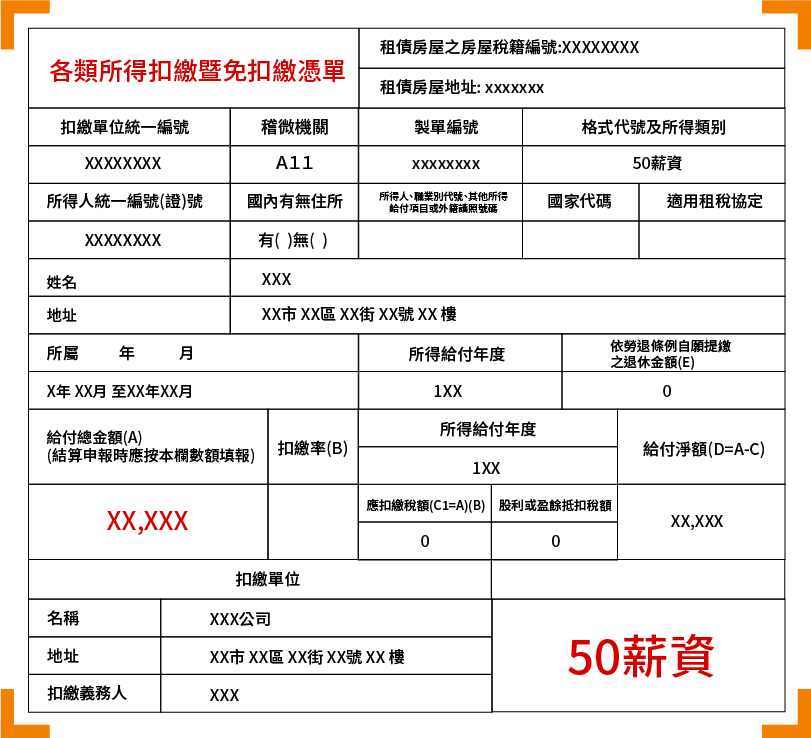 各類所得扣繳暨免扣繳憑單
租債房屋之房屋稅籍編號:XXXXXXXX
租債房屋地址: xxxxxxx
扣繳單位統一編號
稽微機關
製單編號
格式代號及所得類別
XXXXXXXX
A11
xxxxxxxx
50薪資
所得人統一編號(證)號
國內有無住所
所得人、職業別代號、其他所得
給付項目或外籍護照號碼
國家代碼
適用租稅協定
XXXXXXXX
有( )無( )
姓名
XXX
地址
XX市 XX區 XX街 XX號 XX 樓
所屬 年 月
所得給付年度
依勞退條例自願提繳
之退休金額(E)
X年 XX月 至XX年XX月
1XX
0
給付總金額(A)
(結算申報時應按本欄數額填報)
扣繳率(B)
所得給付年度
1XX
給付淨額(D=A-C)
XX,XXX
應扣繳稅額(C1=A)(B)
股利或盈餘抵扣稅額
0
0
XX,XXX
扣繳單位
名稱
XXX公司
地址
XX市 XX區 XX街 XX號 XX 樓
扣繳義務人
XXX
50薪資